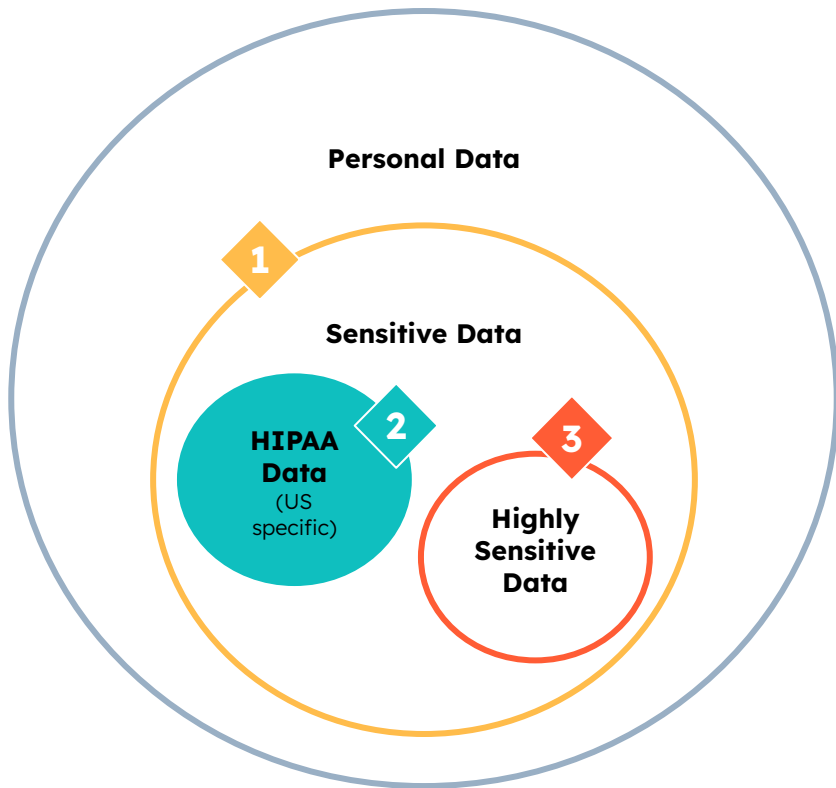 Personal Data
1
Sensitive Data
2
HIPAA
Data
(US
specific)
3
Highly
Sensitive
Data